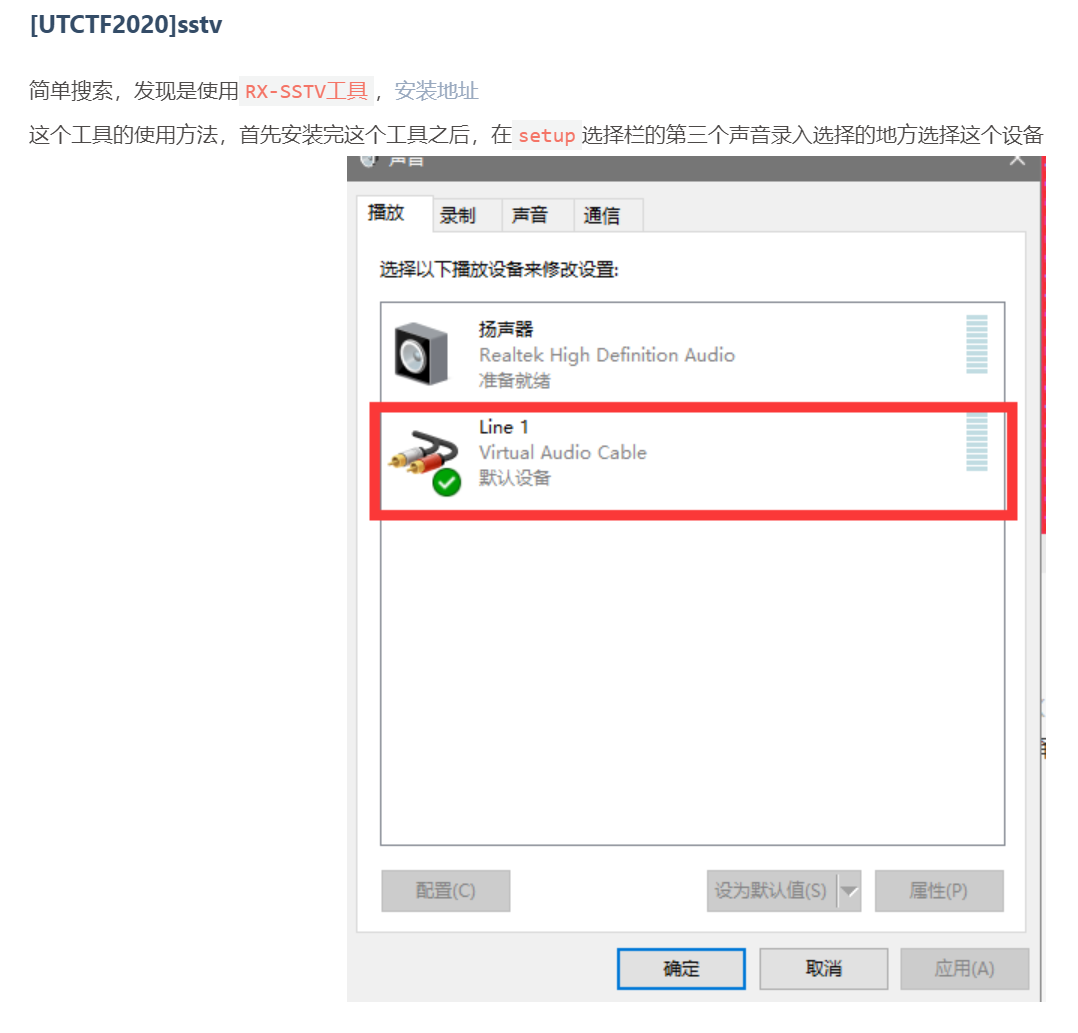 [UTCTF2020]sstv
简单搜索，发现是使用RX-SSTV工具，安装地址
这个工具的使用方法，首先安装完这个工具之后，在setup选择栏的第三个声音录入选择的地方选择这个设备
声音
播放 录制 声音 通信
选择以下播放设备来修改设置:
扬声器
Realtek High Definition Audio
准备就绪
Line 1
Virtual Audio Cable
默认设备
配置(C) 设为默认值(S) 属性(P)
确定 取消 应用(A)